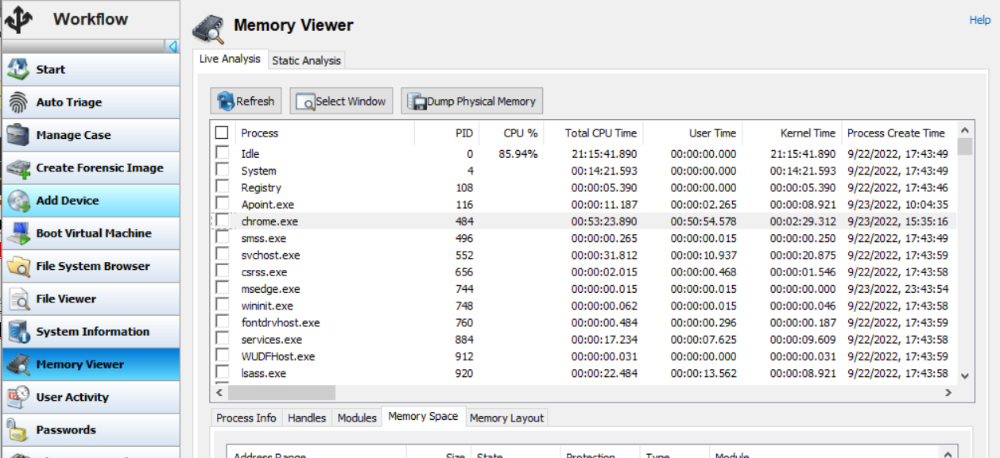 Workflow
Memory Viewer
Help
Live Analysis Static Analysis
Start
Auto Triage
Manage Case
Create Forensic Image
Add Device
Boot Virtual Machine
File System Browser
File Viewer
System Information
Memory Viewer
User Activity
Passwords
Refresh Select Window Dump Physical Memory
Process PID CPU % Total CPU Time User Time Kernel Time Process Create Time
Idle 0 85.94% 21:15:41.890 00:00:00.000 21:15:41.890 9/22/2022, 17:43:49
System 4 00:14:21.593 00:00:00.000 00:14:21.593 9/22/2022, 17:43:49
Registry 108 00:00:05.390 00:00:00.000 00:00:05.390 9/22/2022, 17:43:46
Apoint.exe 116 00:00:11.187 00:00:02.265 00:00:08.921 9/23/2022, 10:04:35
chrome.exe 484 00:53:23.890 00:50:54.578 00:02:29.312 9/23/2022, 15:35:16
smss.exe 496 00:00:00.265 00:00:00.015 00:00:00.250 9/22/2022, 17:43:49
svchost.exe 552 00:00:31.812 00:00:10.937 00:00:20.875 9/22/2022, 17:43:59
csrss.exe 656 00:00:02.015 00:00:00.468 00:00:01.546 9/22/2022, 17:43:58
msedge.exe 744 00:00:00.015 00:00:00.015 00:00:00.000 9/23/2022, 23:43:54
wininit.exe 748 00:00:00.062 00:00:00.015 00:00:00.046 9/22/2022, 17:43:58
fontdrvhost.exe 760 00:00:00.484 00:00:00.296 00:00:00.187 9/22/2022, 17:43:59
services.exe 884 00:00:17.234 00:00:07.625 00:00:09.609 9/22/2022, 17:43:58
WUDFHost.exe 912 00:00:00.031 00:00:00.000 00:00:00.031 9/22/2022, 17:43:59
lsass.exe 920 00:00:22.484 00:00:13.562 00:00:08.921 9/22/2022, 17:43:58
Process Info Handles Modules Memory Space Memory Layout
Address Range Size State Protection Type Module